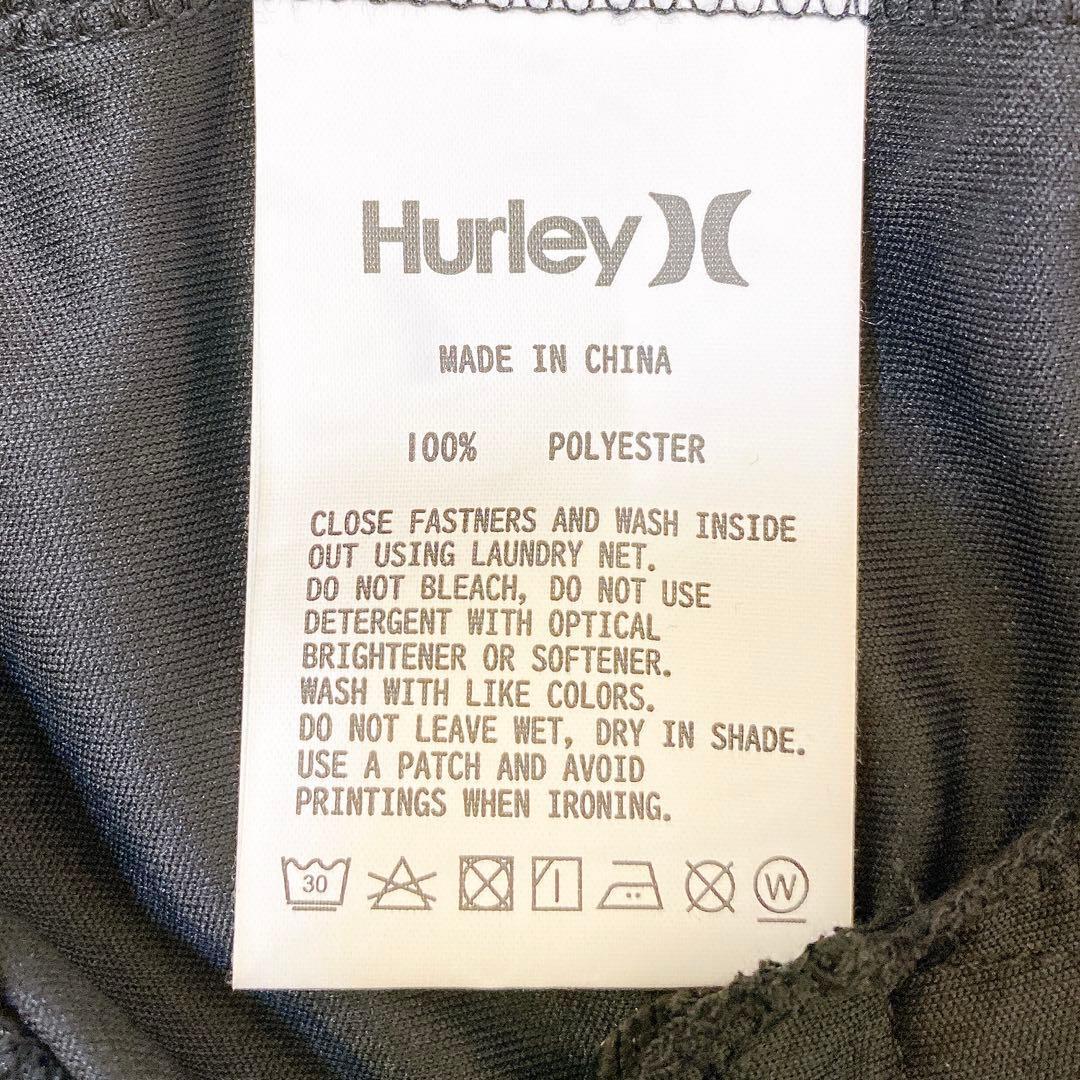 Hurley
MADE IN CHINA
100% POLYESTER
CLOSE FASTNERS AND WASH INSIDE
OUT USING LAUNDRY NET.
DO NOT BLEACH, DO NOT USE
DETERGENT WITH OPTICAL
BRIGHTENER OR SOFTENER.
WASH WITH LIKE COLORS.
DO NOT LEAVE WET, DRY IN SHADE.
USE A PATCH AND AVOID
PRINTINGS WHEN IRONING.
30 W